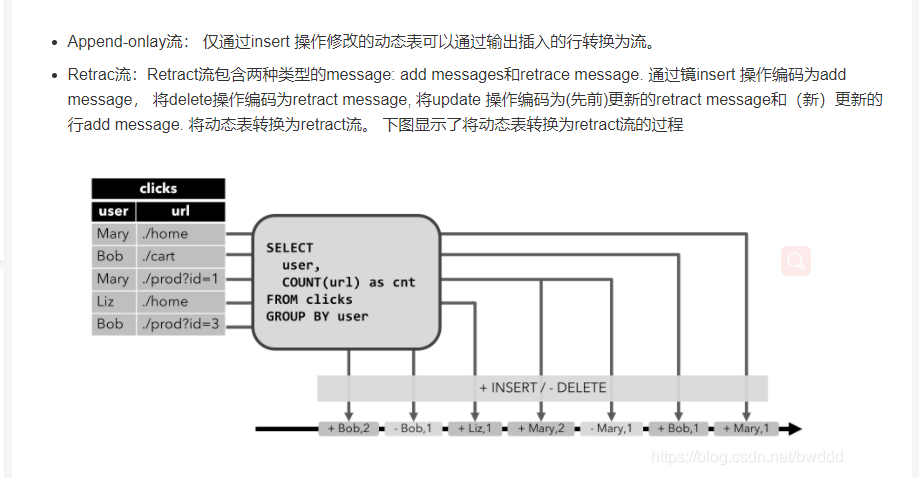 Append-onlay流： 仅通过insert 操作修改的动态表可以通过输出插入的行转换为流。
Retrac流：Retract流包含两种类型的message: add messages和retrace message. 通过镜insert 操作编码为add
message， 将delete操作编码为retract message, 将update 操作编码为(先前)更新的retract message和（新）更新的
行add message. 将动态表转换为retract流。 下图显示了将动态表转换为retract流的过程
clicks
user url
Mary ./home
Bob ./cart
Mary ./prod?id=1
Liz ./home
Bob ./prod?id=3
SELECT
user,
COUNT(url) as cnt
FROM clicks
GROUP BY user
+ INSERT / - DELETE
+ Bob,2 - Bob,1 + Liz,1 + Mary,2 - Mary,1 + Bob,1 + Mary,1
https://blog.csdn.net/bwddd